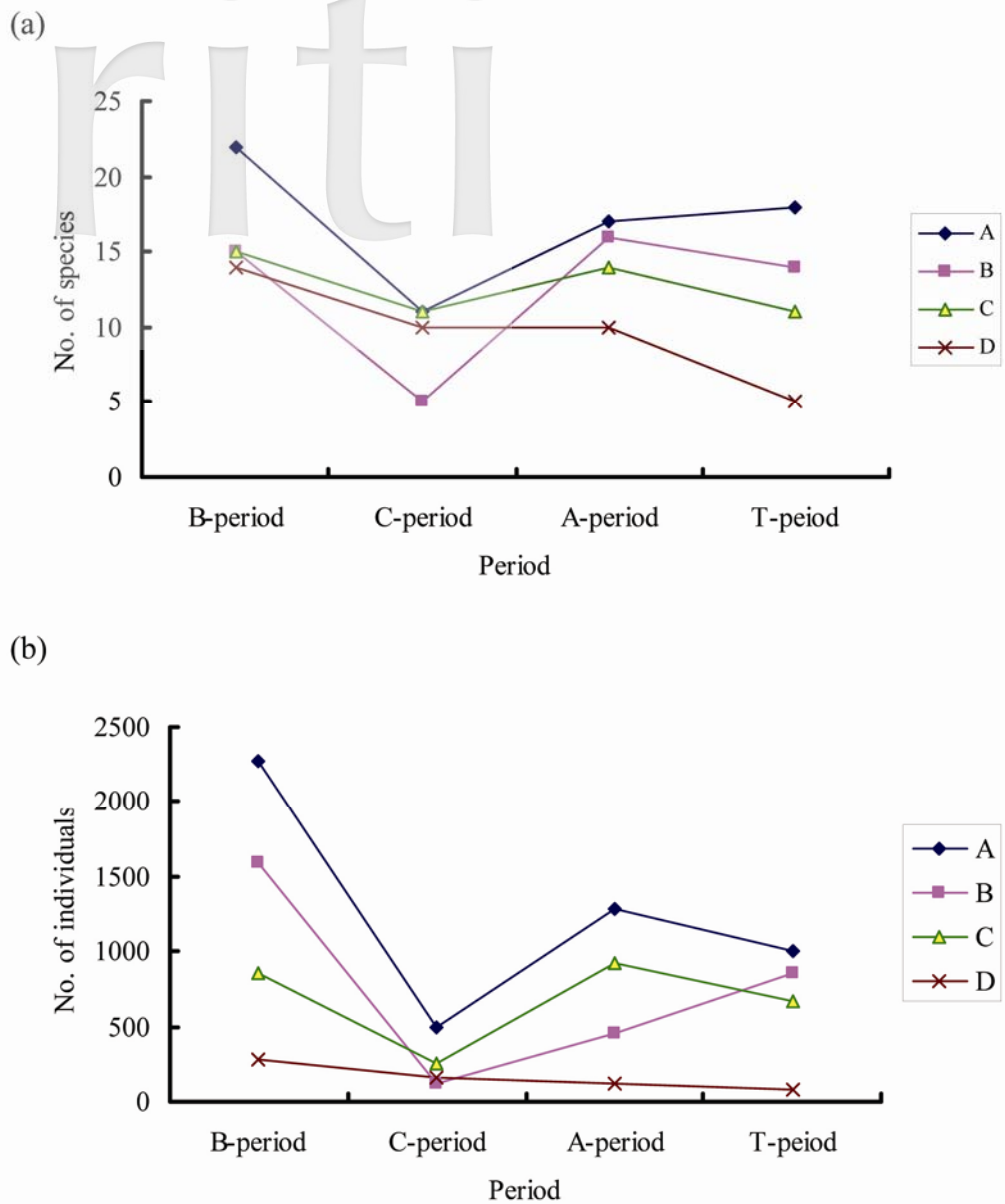 riti
(a)
25
20
15
10
5
0
No. of species
B-period C-period A-period T-peiod
Period
A
B
C
D
(b)
2500
2000
1500
1000
500
0
No. of individuals
B-period C-period A-period T-peiod
Period
A
B
C
D